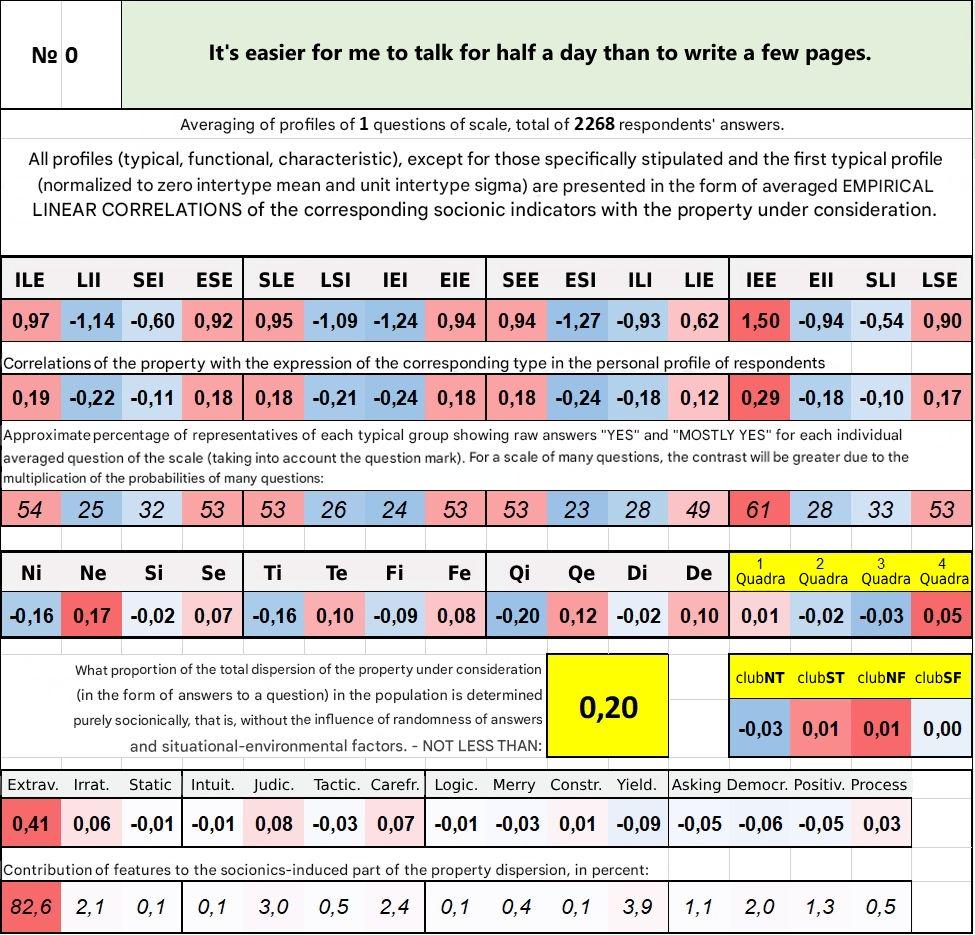 № 0
It's easier for me to talk for half a day than to write a few pages.
Averaging of profiles of 1 questions of scale, total of 2268 respondents' answers.
All profiles (typical, functional, characteristic), except for those specifically stipulated and the first typical profile
(normalized to zero intertype mean and unit intertype sigma) are presented in the form of averaged EMPIRICAL
LINEAR CORRELATIONS of the corresponding socionic indicators with the property under consideration.
ILE LII SEI ESE SLE LSI IEI EIE SEE ESI ILI LIE IEE EII SLI LSE
0,97 -1,14 -0,60 0,92 0,95 -1,09 -1,24 0,94 0,94 -1,27 -0,93 0,62 1,50 -0,94 -0,54 0,90
Correlations of the property with the expression of the corresponding type in the personal profile of respondents
0,19 -0,22 -0,11 0,18 0,18 -0,21 -0,24 0,18 0,18 -0,24 -0,18 0,12 0,29 -0,18 -0,10 0,17
Approximate percentage of representatives of each typical group showing raw answers "YES" and "MOSTLY YES" for each individual
averaged question of the scale (taking into account the question mark). For a scale of many questions, the contrast will be greater due to the
multiplication of the probabilities of many questions:
54 25 32 53 53 26 24 53 53 23 28 49 61 28 33 53
Ni Ne Si Se Ti Te Fi Fe Qi Qe Di De 1 Quadra 2 Quadra 3 Quadra 4 Quadra
-0,16 0,17 -0,02 0,07 -0,16 0,10 -0,09 0,08 -0,20 0,12 -0,02 0,10 0,01 -0,02 -0,03 0,05
What proportion of the total dispersion of the property under consideration
(in the form of answers to a question) in the population is determined
purely socionically, that is, without the influence of randomness of answers
and situational-environmental factors. - NOT LESS THAN:
0,20
clubNT clubST clubNF clubSF
-0,03 0,01 0,01 0,00
Extrav. Irrat. Static Intuit. Judic. Tactic. Carefr. Logic. Merry Constr. Yield. Asking Democr. Positiv. Process
0,41 0,06 -0,01 -0,01 0,08 -0,03 0,07 -0,01 -0,03 0,01 -0,09 -0,05 -0,06 -0,05 0,03
Contribution of features to the socionics-induced part of the property dispersion, in percent:
82,6 2,1 0,1 0,1 3,0 0,5 2,4 0,1 0,4 0,1 3,9 1,1 2,0 1,3 0,5